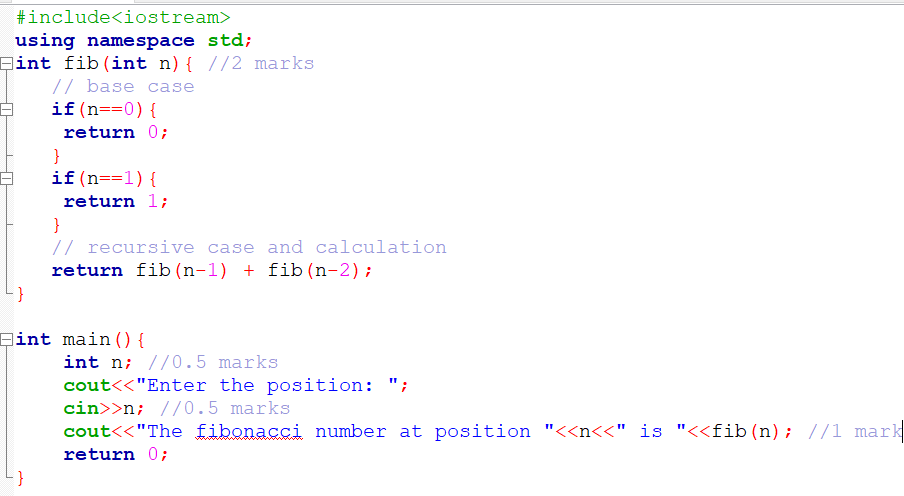 #include<iostream>
using namespace std;
int fib(int n){ //2 marks
// base case
if(n==0){
return 0;
}
if(n==1){
return 1;
}
// recursive case and calculation
return fib(n-1) + fib(n-2);
}
int main(){
int n; //0.5 marks
cout<<"Enter the position: ";
cin>>n; //0.5 marks
cout<<"The fibonacci number at position "<<n<<" is "<<fib(n); //1 mark
return 0;
}